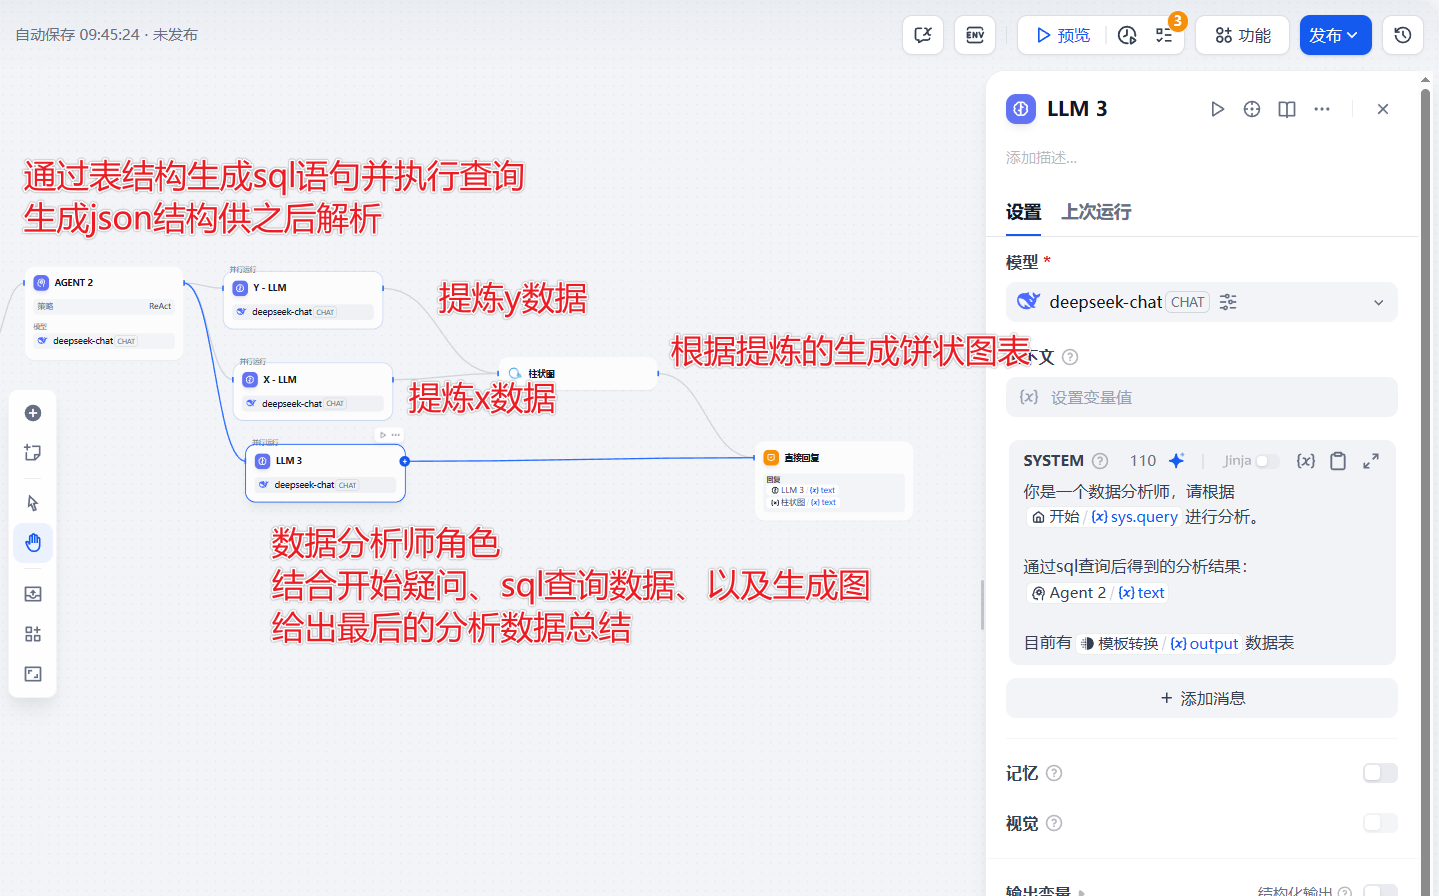 自动保存 09:45:24 · 未发布
ENV
预览
3
功能
发布
通过表结构生成sql语句并执行查询
生成json结构供之后解析
AGENT 2
策略 ReAct
模型
deepseek-chat CHAT
并行运行
Y - LLM
deepseek-chat CHAT
提炼y数据
并行运行
X - LLM
deepseek-chat CHAT
提炼x数据
柱状图
根据提炼的生成饼状图表
并行运行
LLM 3
deepseek-chat CHAT
直接回复
回复
LLM 3 / {x} text
{x} 柱状图 / {x} text
数据分析师角色
结合开始疑问、sql查询数据、以及生成图
给出最后的分析数据总结
LLM 3
添加描述...
设置 上次运行
模型 *
deepseek-chat CHAT
下文
{x} 设置变量值
SYSTEM 110 Jinja {x}
你是一个数据分析师，请根据
开始 / {x} sys.query 进行分析。
通过sql查询后得到的分析结果：
Agent 2 / {x} text
目前有 模板转换 / {x} output 数据表
+ 添加消息
记忆
视觉
输出变量 结构化输出